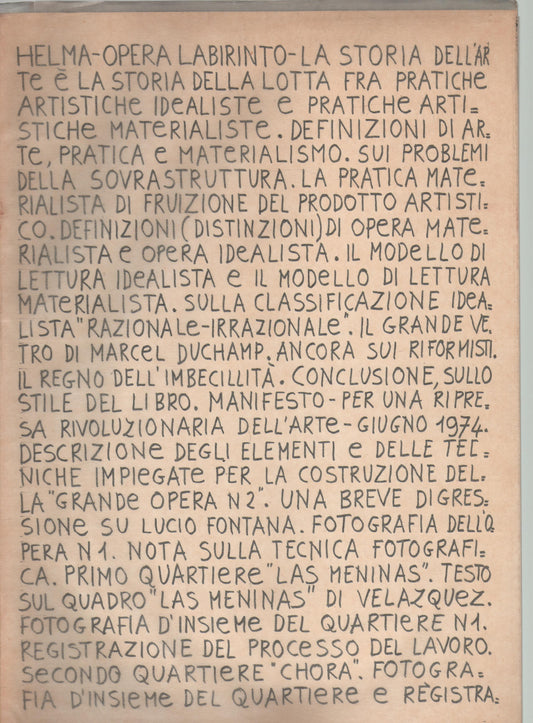 HELMA-OPERA LABIRINTO-LA STORIA DELL'AR
Te È LA STORIA DELLA LOTTA FRA PRATICHE
ARTISTICHE IDeALISTE e PRATICHE ARTI=
STICHE MATERIALISTE. DEFINIZIONI DI AR=
Te, PRATICA e MATERIALISMO. SUI PROBLEMI
DELLA SOVRASTRUTTURA. LA PRATICA MATE=
RIALISTA DI FRUIZIONE DEL PRODOTTO ARTISTI=
CO. DEFINIZIONI (DISTINZIONI) DI OPERA MATE=
RIALISTA e OPERA IDEALISTA. IL MODELLO DI
LETTURA IDeALISTA e IL MODELLO DI LETTURA
MATeRIALISTA. SULLA CLASSIFICAZIONE IDeA=
LISTA "RAZIONALe-IRRAZIONALe". IL GRANDE VE=
TRO DI MARCEL DUCHAMP. ANCORA SUI RIFORMISTI.
IL REGNO DELL'IMBECILLITÀ. CONCLUSIONE, SULLO
STILE DEL LIBRO. MANIFESTO - PER UNA RIPRE=
SA RIVOLUZIONARIA DELL'ARTE - GIUGNO 1974.
DESCRIZIONE DEGLI ELEMENTI e DELLE TEC=
NICHE IMPIEGATE PER LA COSTRUZIONE DEL=
LA "GRANDe OPERA N2". UNA BREVE DIGRES=
SIONE SU LUCIO FONTANA. FOTOGRAFIA DELL'O=
PERA N1. NOTA SULLA TECNICA FOTOGRAFI=
CA. PRIMO QUARTIeRe "LAS MENINAS". TESTO
SUL QUADRO "LAS MENINAS" DI VELAZQUeZ.
FOTOGRAFIA D'INSIEME DEL QUARTIERE N1.
REGISTRAZIONE DEL PROCESSO DEL LAVORO.
SeCONDO QUARTIeRe "CHORA". FOTOGRA=
FIA D'INSIEME DEL QUARTIERE e REGISTRA=